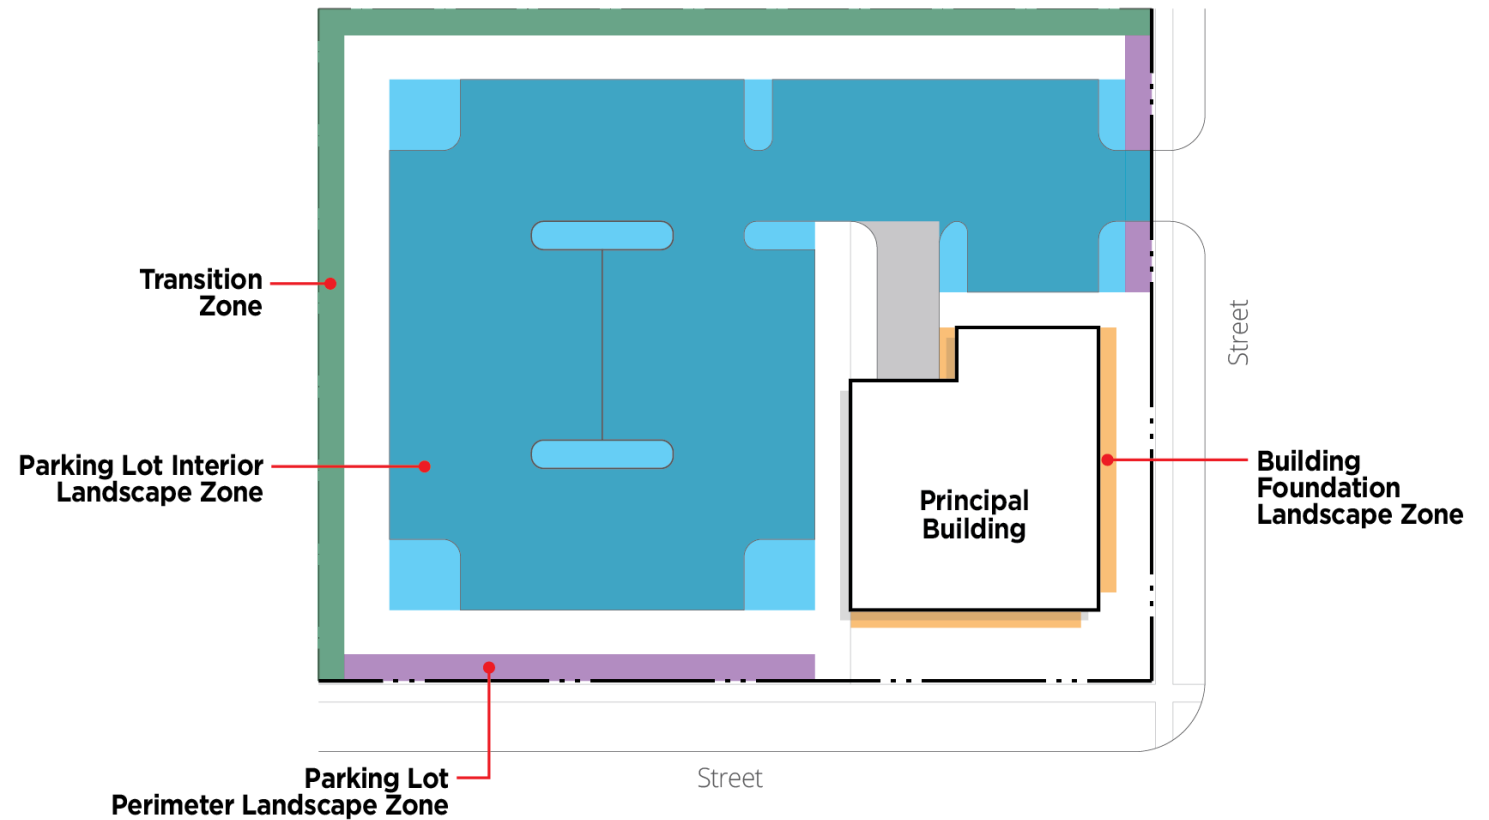 Transition
Zone
Street
Parking Lot Interior
Landscape Zone
Building
Foundation
Landscape Zone
Principal
Building
Parking Lot
Perimeter Landscape Zone
Street